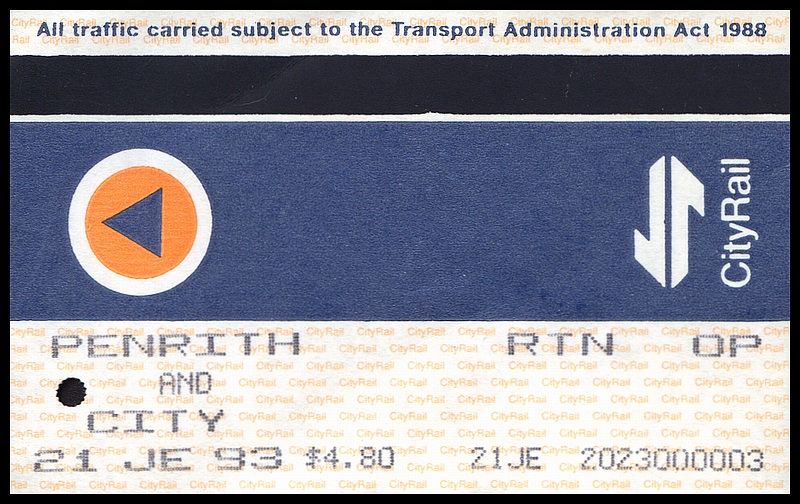 All traffic carried subject to the Transport Administration Act 1988
CityRail
PENRITH RTN OP
AND
CITY
21 JE 93 $4.80 21JE 2023000003